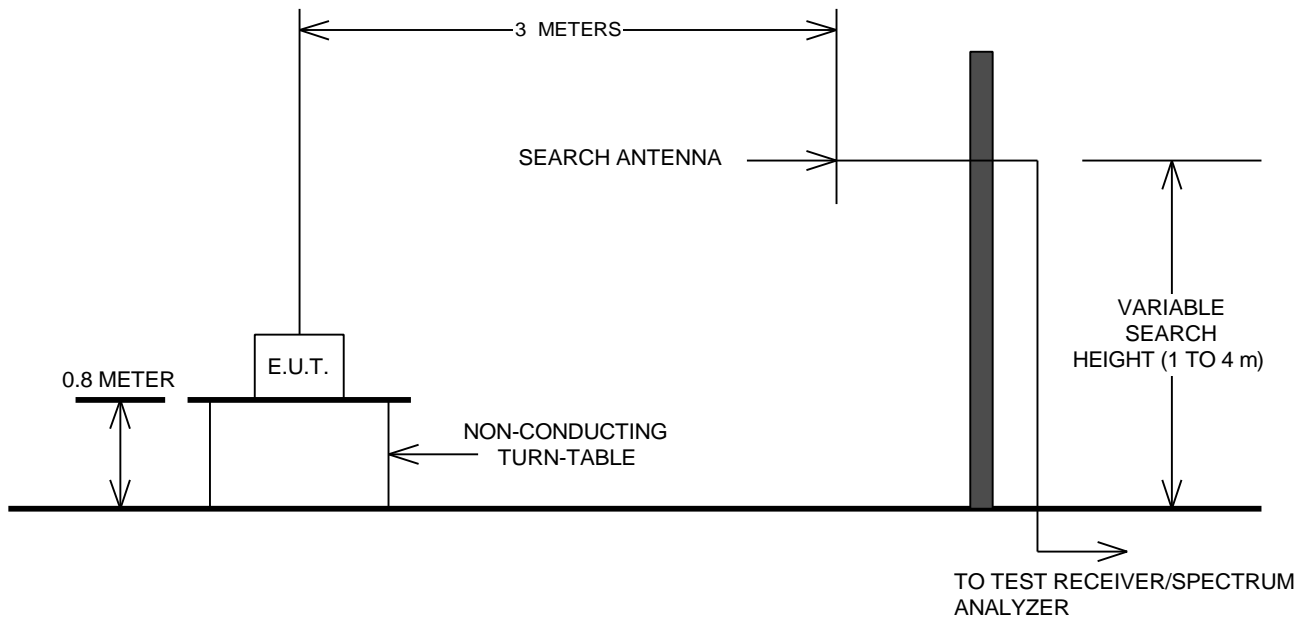 3 METERS
SEARCH ANTENNA
VARIABLE
SEARCH
HEIGHT (1 TO 4 m)
E.U.T.
0.8 METER
NON-CONDUCTING
TURN-TABLE
TO TEST RECEIVER/SPECTRUM
ANALYZER